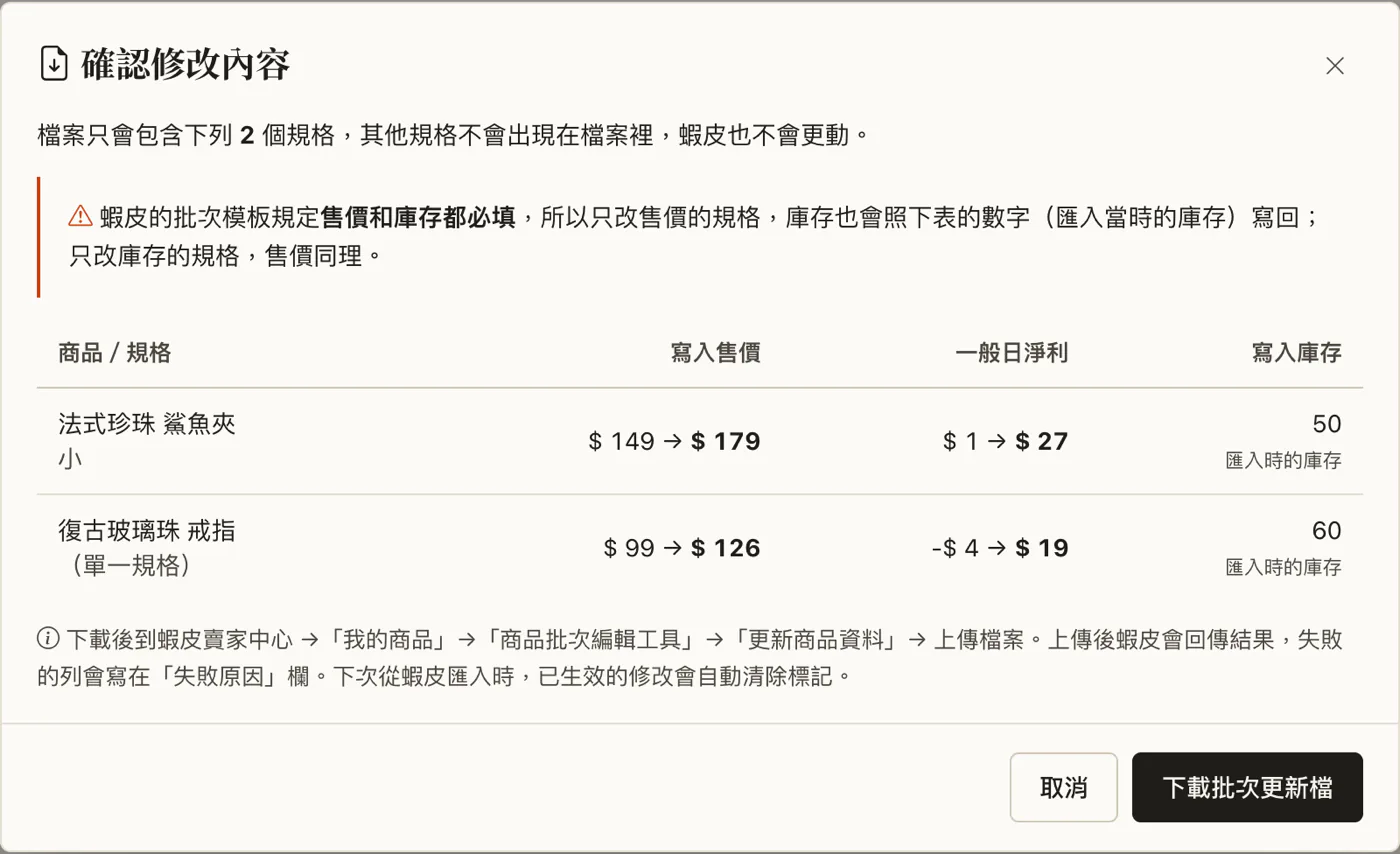 確認修改內容
檔案只會包含下列 2 個規格，其他規格不會出現在檔案裡，蝦皮也不會更動。
蝦皮的批次模板規定售價和庫存都必填，所以只改售價的規格，庫存也會照下表的數字（匯入當時的庫存）寫回；
只改庫存的規格，售價同理。
商品 / 規格 寫入售價 一般日淨利 寫入庫存
法式珍珠 鯊魚夾
小
$ 149 → $ 179 $ 1 → $ 27 50
匯入時的庫存
復古玻璃珠 戒指
（單一規格）
$ 99 → $ 126 -$ 4 → $ 19 60
匯入時的庫存
下載後到蝦皮賣家中心 →「我的商品」→「商品批次編輯工具」→「更新商品資料」→ 上傳檔案。上傳後蝦皮會回傳結果，失敗
的列會寫在「失敗原因」欄。下次從蝦皮匯入時，已生效的修改會自動清除標記。
取消 下載批次更新檔